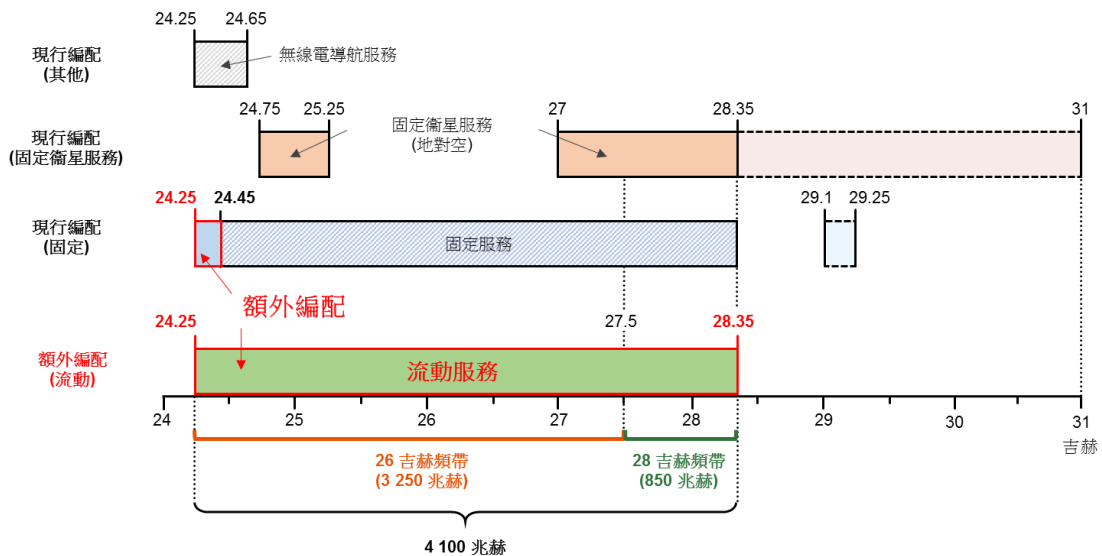 24.25 24.65
現行編配
(其他)
無線電導航服務
24.75 25.25 27 28.35 31
現行編配
(固定衞星服務)
固定衞星服務
(地對空)
24.25 24.45 29.1 29.25
現行編配
(固定)
固定服務
額外編配
24.25 27.5 28.35
額外編配
(流動)
流動服務
24 25 26 27 28 29 30 31
吉赫
26 吉赫頻帶
(3 250 兆赫)
28 吉赫頻帶
(850 兆赫)
4 100 兆赫